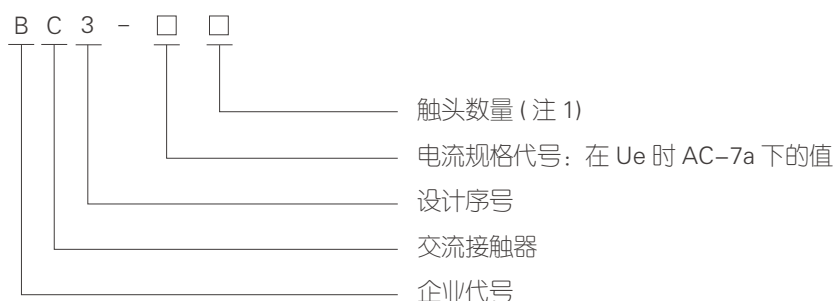 BC3-□□
触头数量(注1)
电流规格代号：在 Ue 时 AC-7a 下的值
设计序号
交流接触器
企业代号